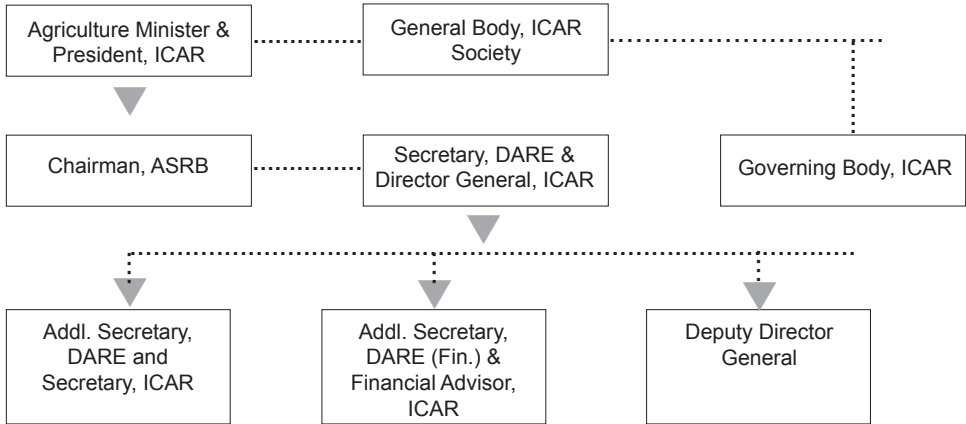 Agriculture Minister &
President, ICAR
General Body, ICAR
Society
Chairman, ASRB
Secretary, DARE &
Director General, ICAR
Governing Body, ICAR
Addl. Secretary,
DARE and
Secretary, ICAR
Addl. Secretary,
DARE (Fin.) &
Financial Advisor,
ICAR
Deputy Director
General